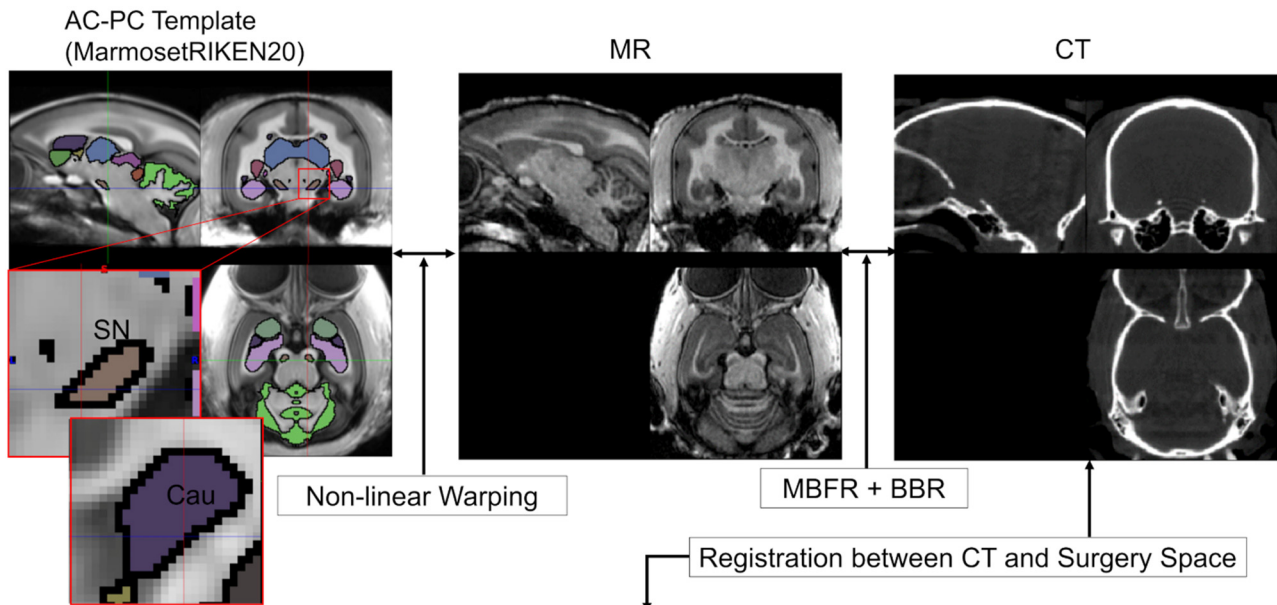 AC-PC Template
(MarmosetRIKEN20)
MR
CT
SN
Cau
Non-linear Warping
MBFR + BBR
Registration between CT and Surgery Space